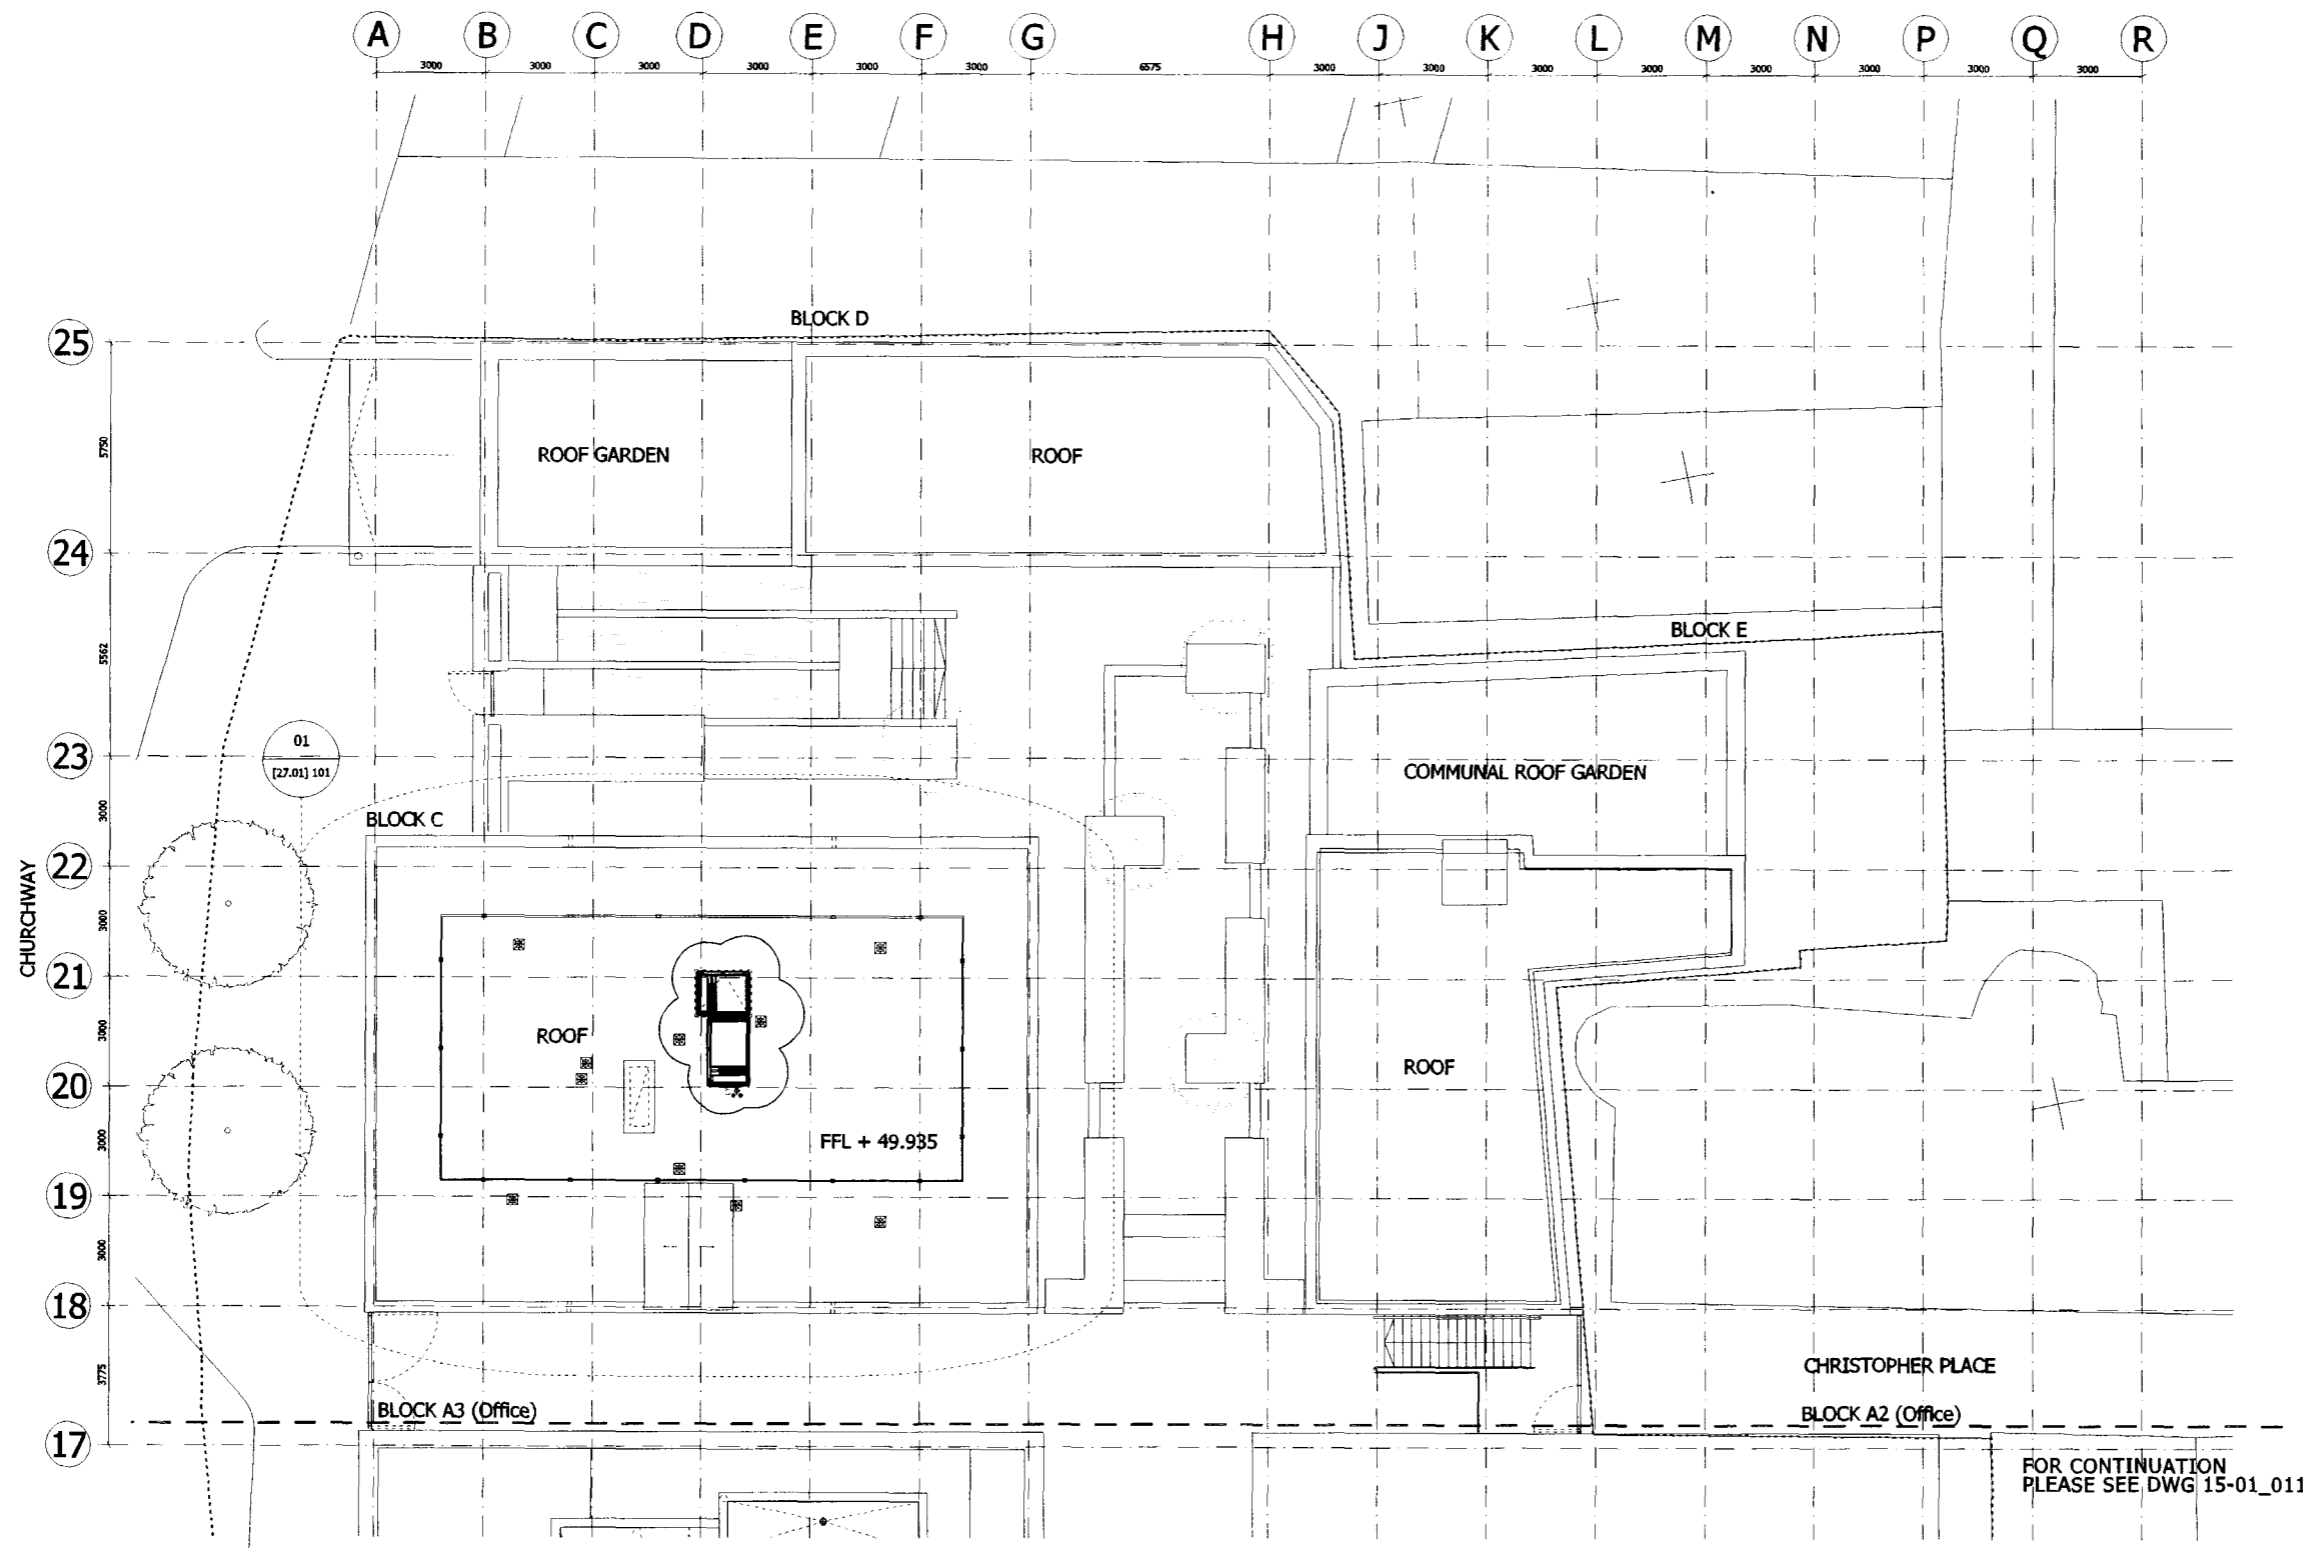 A B C D E F G H J K L M N P Q R
3000 3000 3000 3000 3000 3000 6575 3000 3000 3000 3000 3000 3000 3000 3000
BLOCK D
25
5750
ROOF GARDEN
ROOF
24
5562
BLOCK E
01
[27.01] 101
23
COMMUNAL ROOF GARDEN
3000
BLOCK C
22
CHURCHWAY
3000
21
3000
ROOF
ROOF
20
3000
FFL + 49.935
19
3000
18
3775
CHRISTOPHER PLACE
BLOCK A3 (Office)
BLOCK A2 (Office)
17
FOR CONTINUATION
PLEASE SEE DWG 15-01_011